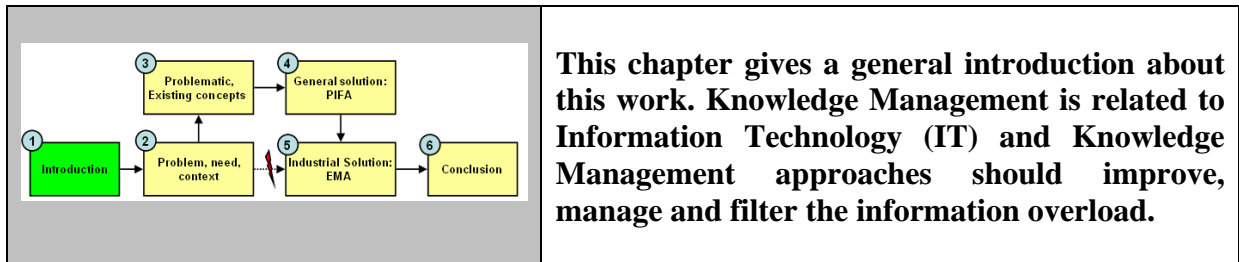 3
Problematic,
Existing concepts
4
General solution:
PIFA
1
Introduction
2
Problem, need,
context
5
Industrial Solution:
EMA
6
Conclusion
This chapter gives a general introduction about
this work. Knowledge Management is related to
Information Technology (IT) and Knowledge
Management approaches should improve,
manage and filter the information overload.